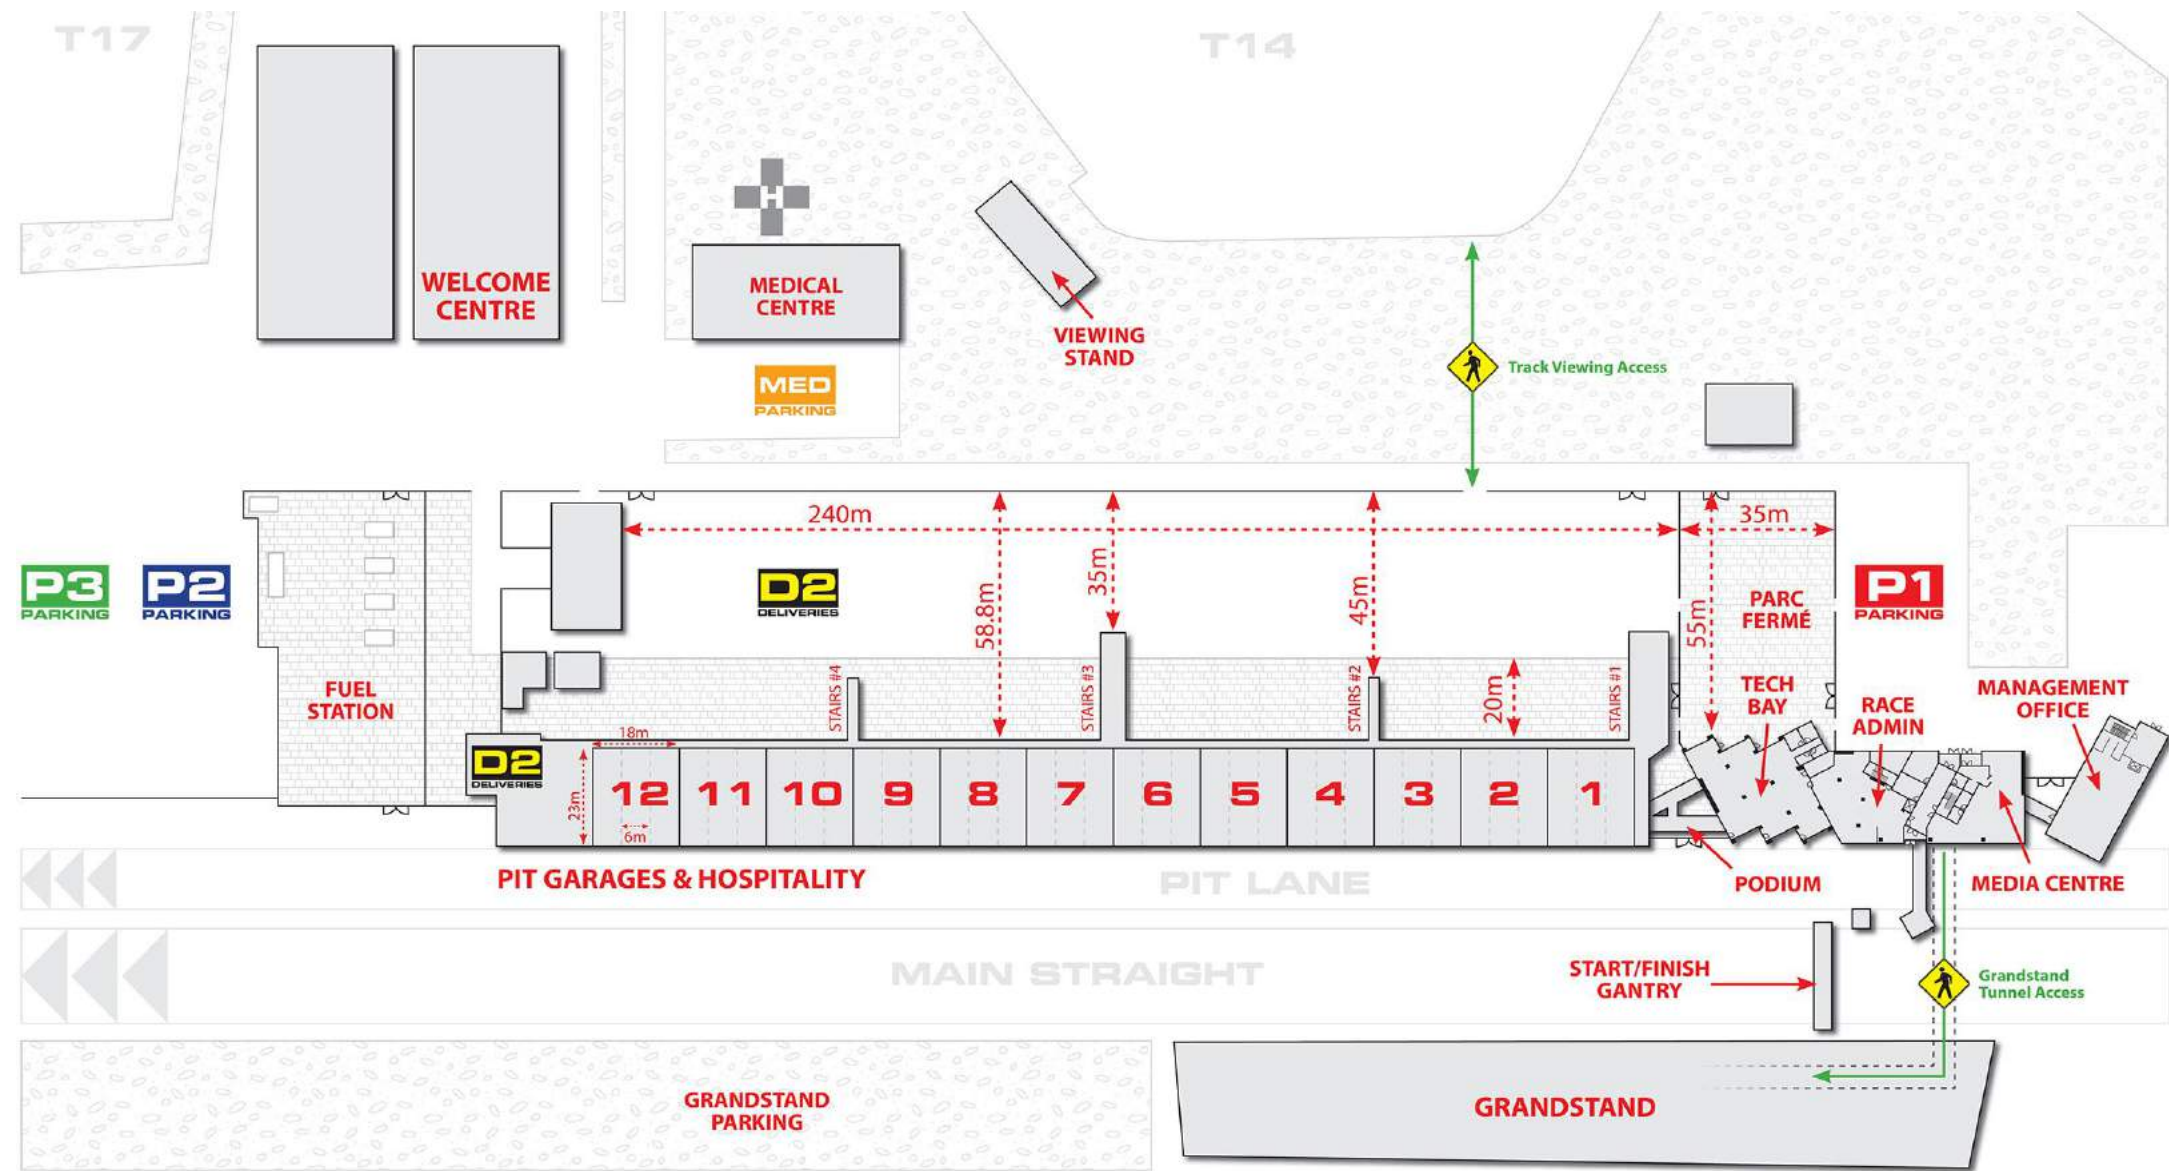 T17
T14
WELCOME
CENTRE
H
MEDICAL
CENTRE
VIEWING
STAND
MED
PARKING
Track Viewing Access
240m
35m
58.8m
35m
45m
55m
20m
P3
PARKING
P2
PARKING
D2
DELIVERIES
PARC
FERMÉ
P1
PARKING
FUEL
STATION
STAIRS #4
STAIRS #3
STAIRS #2
STAIRS #1
TECH
BAY
RACE
ADMIN
MANAGEMENT
OFFICE
D2
DELIVERIES
18m
23m
6m
12
11
10
9
8
7
6
5
4
3
2
1
PIT GARAGES & HOSPITALITY
PIT LANE
PODIUM
MEDIA CENTRE
MAIN STRAIGHT
START/FINISH
GANTRY
Grandstand
Tunnel Access
GRANDSTAND
PARKING
GRANDSTAND